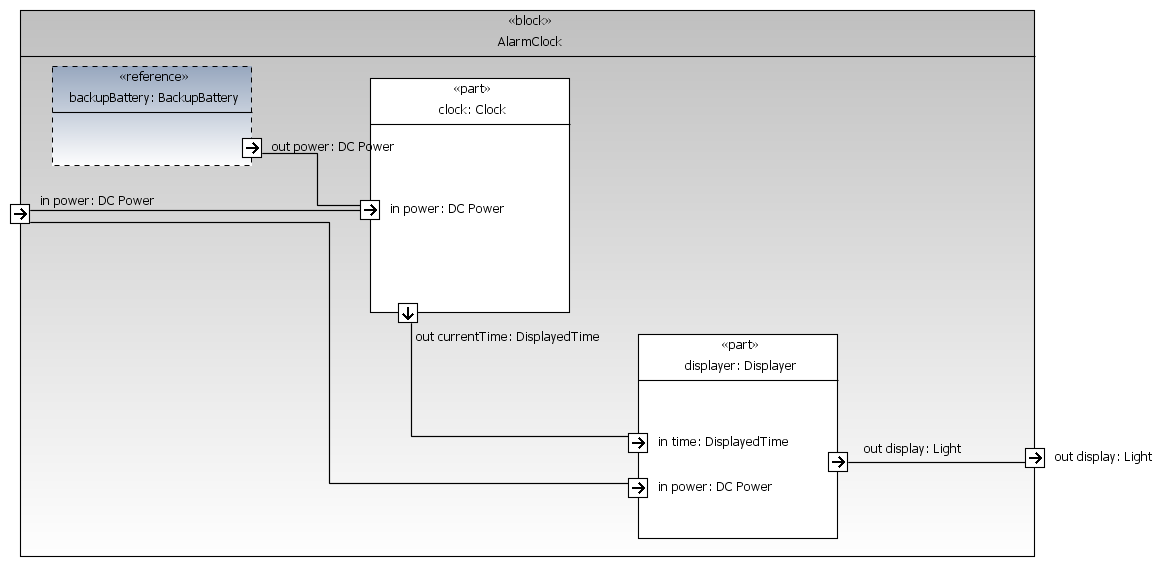 «block»
AlarmClock
«reference»
backupBattery: BackupBattery
out power: DC Power
«part»
clock: Clock
in power: DC Power
in power: DC Power
out currentTime: DisplayedTime
«part»
displayer: Displayer
in time: DisplayedTime
in power: DC Power
out display: Light
out display: Light